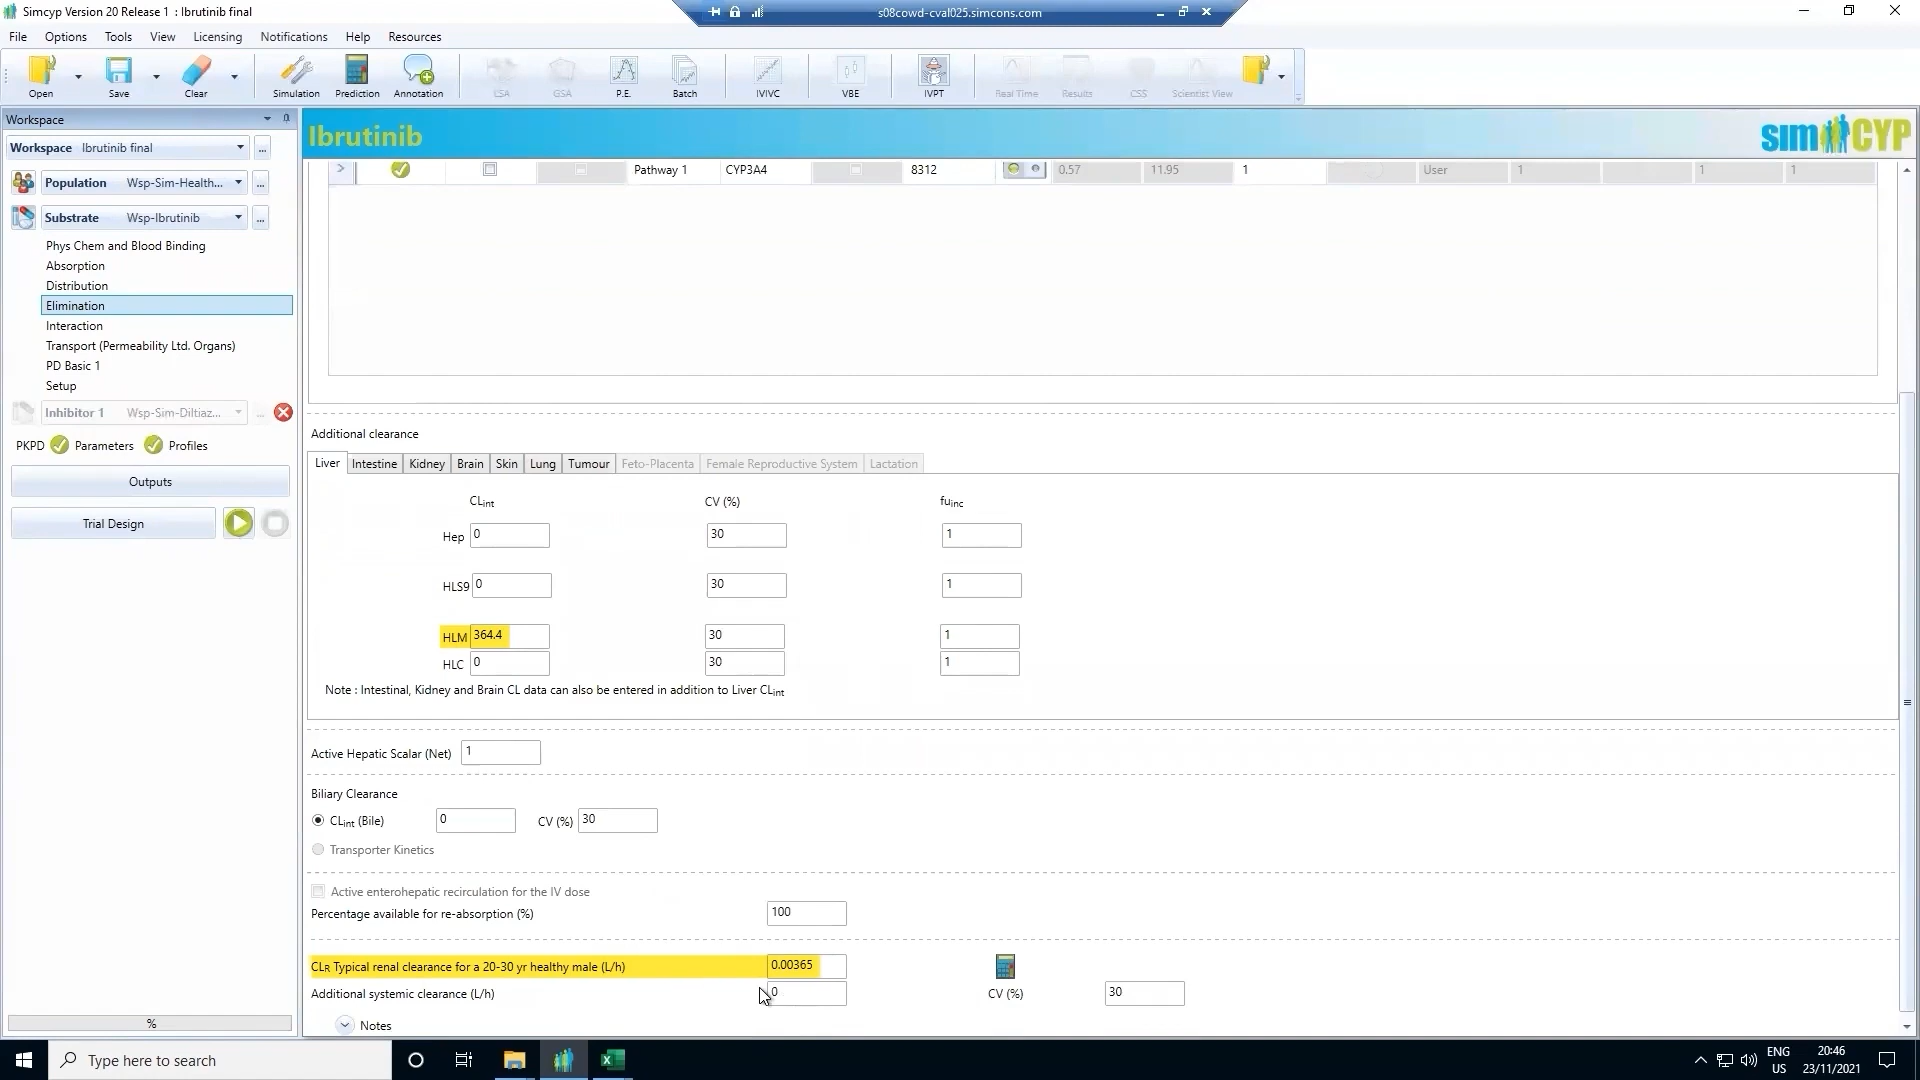 Simcyp Version 20 Release 1 : Ibrutinib final
s08cowd-cval025.simcons.com
File Options Tools View Licensing Notifications Help Resources
Open Save Clear Simulation Prediction Annotation LSA GSA P.E. Batch IVIVC VBE IVPT Real Time Results CSS Scientist View
Workspace
Ibrutinib
simCYP
Workspace Ibrutinib final ...
Population Wsp-Sim-Health... ...
Substrate Wsp-Ibrutinib ...
Phys Chem and Blood Binding
Absorption
Distribution
Elimination
Interaction
Transport (Permeability Ltd. Organs)
PD Basic 1
Setup
Inhibitor 1 Wsp-Sim-Diltiaz... ...
PKPD Parameters Profiles
Outputs
Trial Design
%
Pathway 1 CYP3A4 8312 0.57 11.95 1 User 1 1 1
Additional clearance
Liver Intestine Kidney Brain Skin Lung Tumour Feto-Placenta Female Reproductive System Lactation
CLint CV (%) fuinc
Hep 0 30 1
HLS9 0 30 1
HLM 364.4 30 1
HLC 0 30 1
Note : Intestinal, Kidney and Brain CL data can also be entered in addition to Liver CLint
Active Hepatic Scalar (Net) 1
Biliary Clearance
CLint (Bile) 0 CV (%) 30
Transporter Kinetics
Active enterohepatic recirculation for the IV dose
Percentage available for re-absorption (%) 100
CLR Typical renal clearance for a 20-30 yr healthy male (L/h) 0.00365
Additional systemic clearance (L/h) 0 CV (%) 30
Notes
Type here to search
ENG
US
20:46
23/11/2021